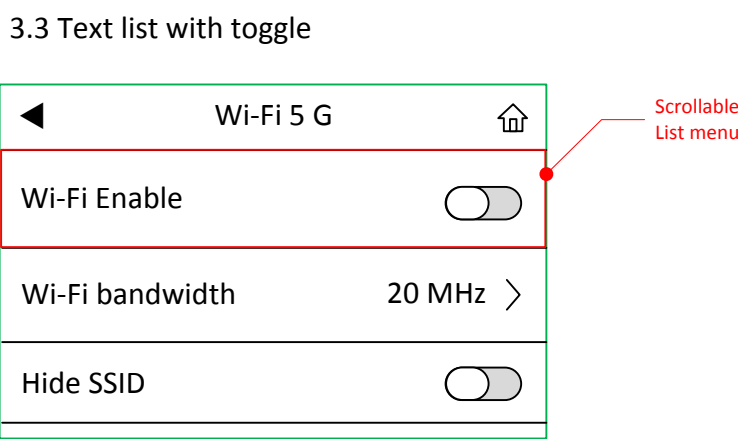 3.3 Text list with toggle
Wi-Fi 5 G
Scrollable
List menu
Wi-Fi Enable
Wi-Fi bandwidth 20 MHz
Hide SSID